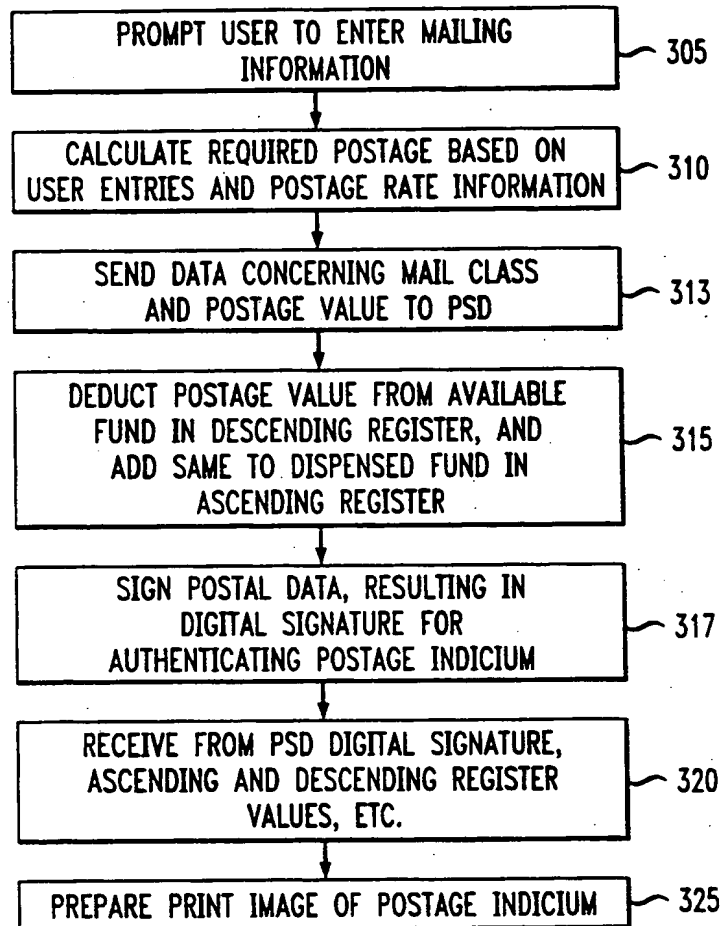 PROMPT USER TO ENTER MAILING
INFORMATION
305
CALCULATE REQUIRED POSTAGE BASED ON
USER ENTRIES AND POSTAGE RATE INFORMATION
310
SEND DATA CONCERNING MAIL CLASS
AND POSTAGE VALUE TO PSD
313
DEDUCT POSTAGE VALUE FROM AVAILABLE
FUND IN DESCENDING REGISTER, AND
ADD SAME TO DISPENSED FUND IN
ASCENDING REGISTER
315
SIGN POSTAL DATA, RESULTING IN
DIGITAL SIGNATURE FOR
AUTHENTICATING POSTAGE INDICIUM
317
RECEIVE FROM PSD DIGITAL SIGNATURE,
ASCENDING AND DESCENDING REGISTER
VALUES, ETC.
320
PREPARE PRINT IMAGE OF POSTAGE INDICIUM
325